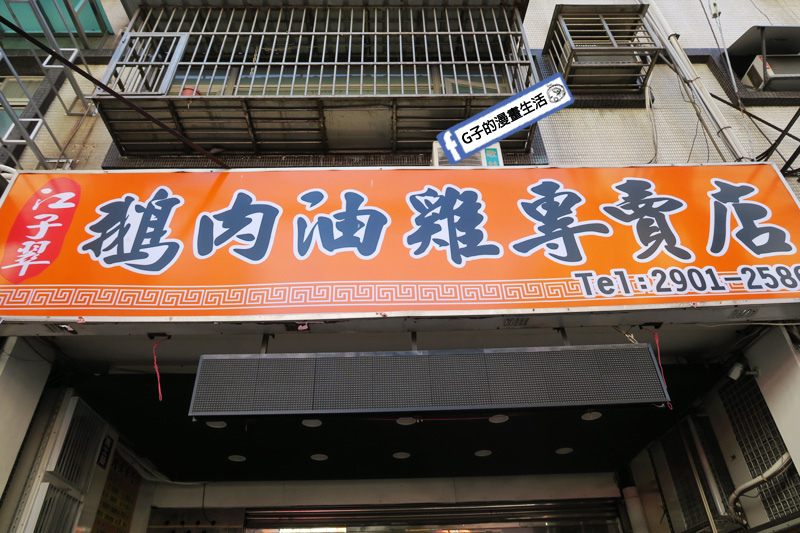 f G子的漫畫生活
江子翠
鵝肉油雞專賣店
Tel:2901-2586